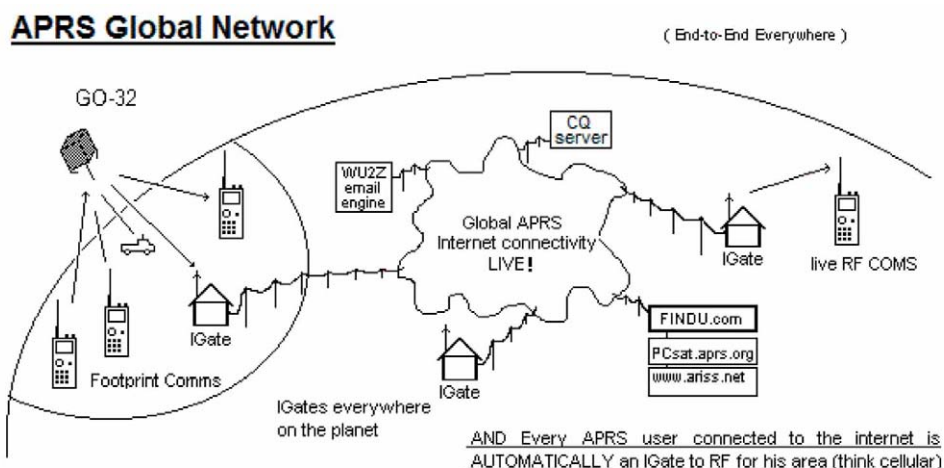 APRS Global Network
( End-to-End Everywhere )
GO-32
CQ
server
WU2Z
email
engine
Global APRS
Internet connectivity
LIVE!
IGate
live RF COMS
IGate
Footprint Comms
FINDU.com
PCsat.aprs.org
www.ariss.net
IGate
IGates everywhere
on the planet
AND Every APRS user connected to the internet is
AUTOMATICALLY an IGate to RF for his area (think cellular)